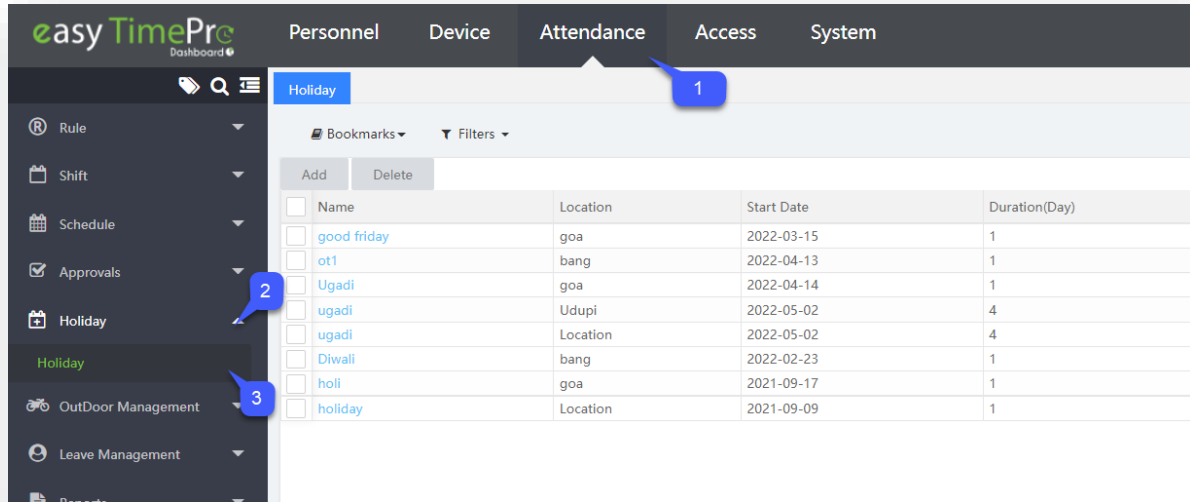 easy TimePro
Dashboard
Personnel Device Attendance Access System
1
Holiday
Bookmarks Filters
Add Delete
Name Location Start Date Duration(Day)
good friday goa 2022-03-15 1
ot1 bang 2022-04-13 1
Ugadi goa 2022-04-14 1
ugadi Udupi 2022-05-02 4
ugadi Location 2022-05-02 4
Diwali bang 2022-02-23 1
holi goa 2021-09-17 1
holiday Location 2021-09-09 1
R Rule
Shift
Schedule
Approvals
2
Holiday
Holiday
3
OutDoor Management
Leave Management
Reports